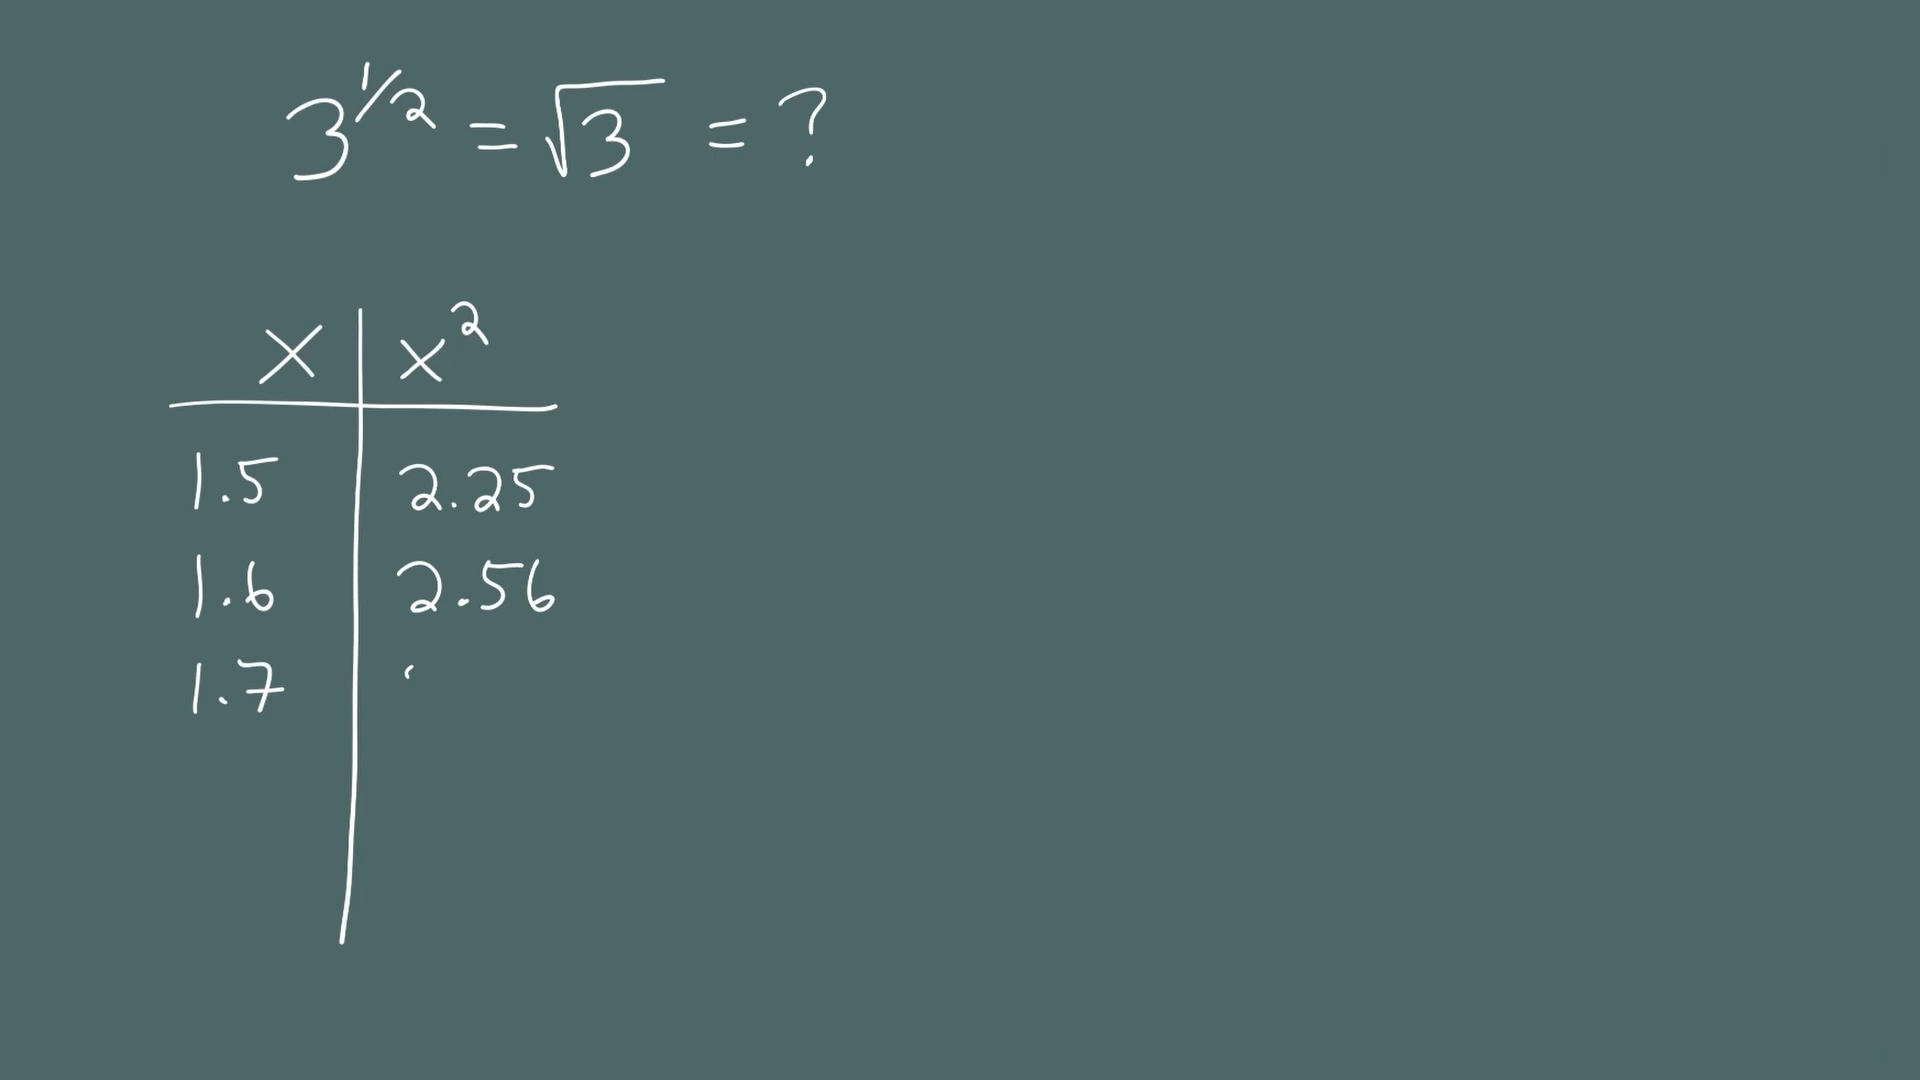 3^{1/2} = √3 = ?
x x²
1.5 2.25
1.6 2.56
1.7